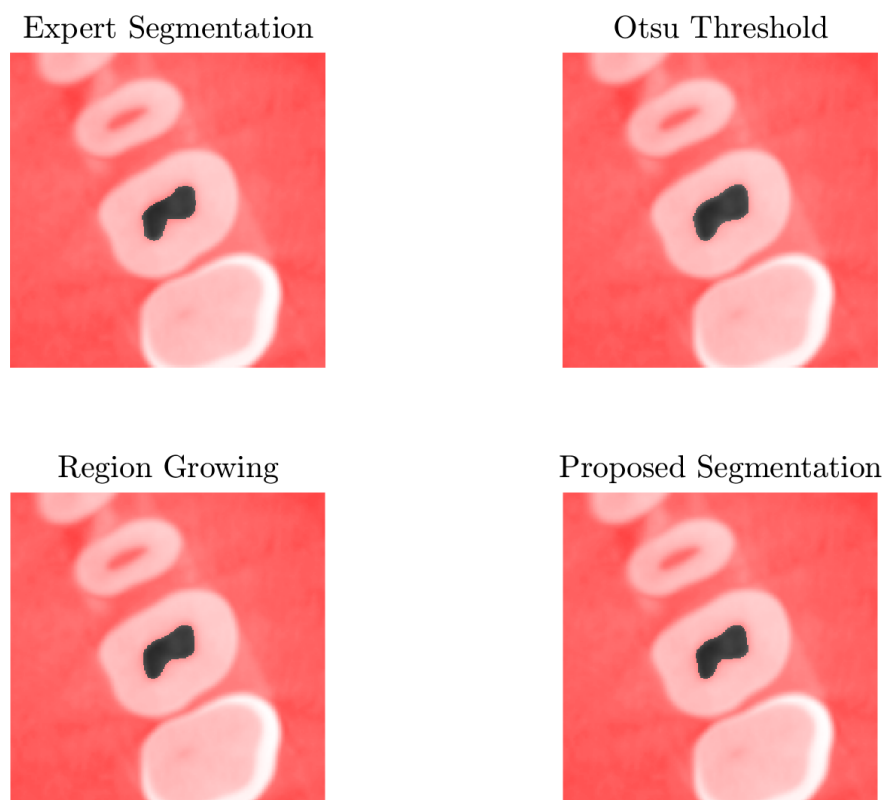 Expert Segmentation
Otsu Threshold
Region Growing
Proposed Segmentation